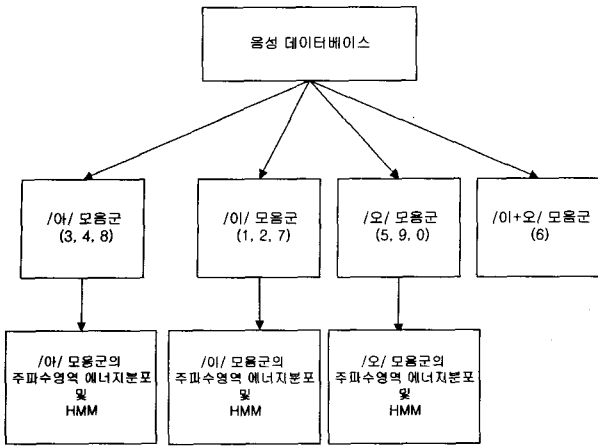 음성 데이터베이스
/아/ 모음군
(3, 4, 8)
/이/ 모음군
(1, 2, 7)
/오/ 모음군
(5, 9, 0)
/이+오/ 모음군
(6)
/아/ 모음군의
주파수영역 에너지분포
및
HMM
/이/ 모음군의
주파수영역 에너지분포
및
HMM
/오/ 모음군의
주파수영역 에너지분포
및
HMM